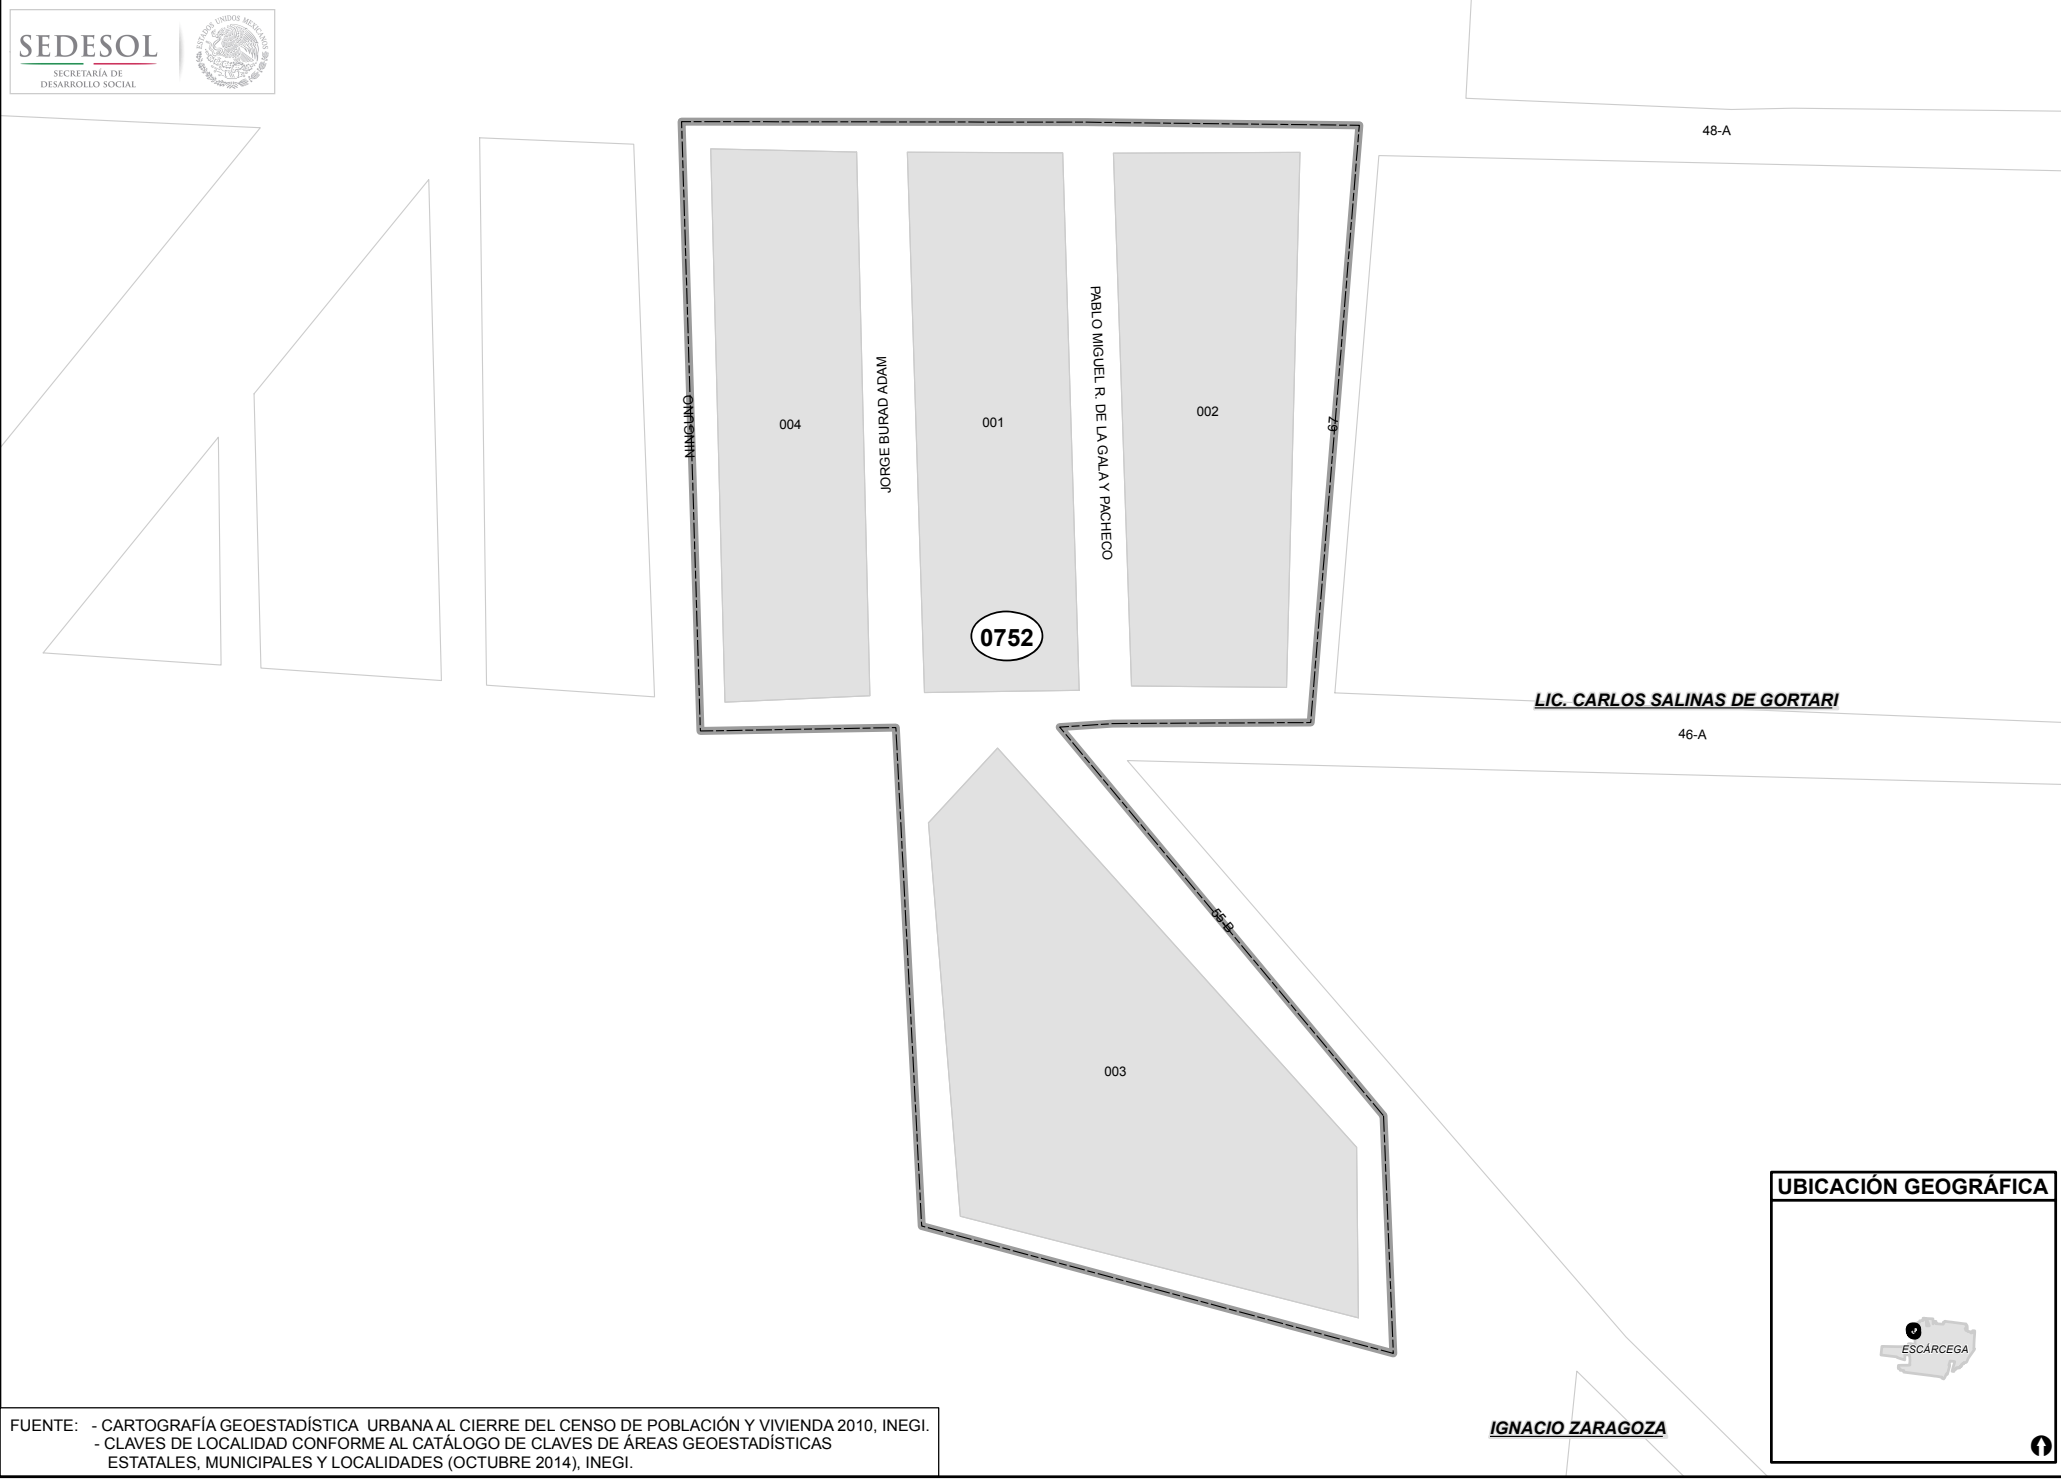 SEDESOL
SECRETARÍA DE
DESARROLLO SOCIAL
ESTADOS UNIDOS MEXICANOS
48-A
NINGUNO
004
JORGE BURAD ADAM
001
PABLO MIGUEL R. DE LA GALA Y PACHECO
002
67
0752
LIC. CARLOS SALINAS DE GORTARI
46-A
55-B
003
UBICACIÓN GEOGRÁFICA
ESCÁRCEGA
IGNACIO ZARAGOZA
FUENTE: - CARTOGRAFÍA GEOESTADÍSTICA URBANA AL CIERRE DEL CENSO DE POBLACIÓN Y VIVIENDA 2010, INEGI.
- CLAVES DE LOCALIDAD CONFORME AL CATÁLOGO DE CLAVES DE ÁREAS GEOESTADÍSTICAS
ESTATALES, MUNICIPALES Y LOCALIDADES (OCTUBRE 2014), INEGI.